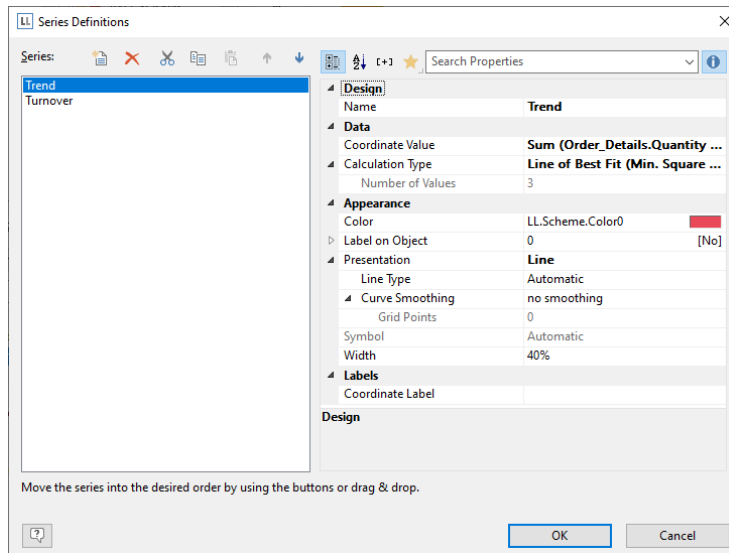 LL Series Definitions
Series:
Search Properties
Trend
Turnover
Design
Name Trend
Data
Coordinate Value Sum (Order_Details.Quantity ...
Calculation Type Line of Best Fit (Min. Square ...
Number of Values 3
Appearance
Color LL.Scheme.Color0
Label on Object 0 [No]
Presentation Line
Line Type Automatic
Curve Smoothing no smoothing
Grid Points 0
Symbol Automatic
Width 40%
Labels
Coordinate Label
Design
Move the series into the desired order by using the buttons or drag & drop.
OK Cancel